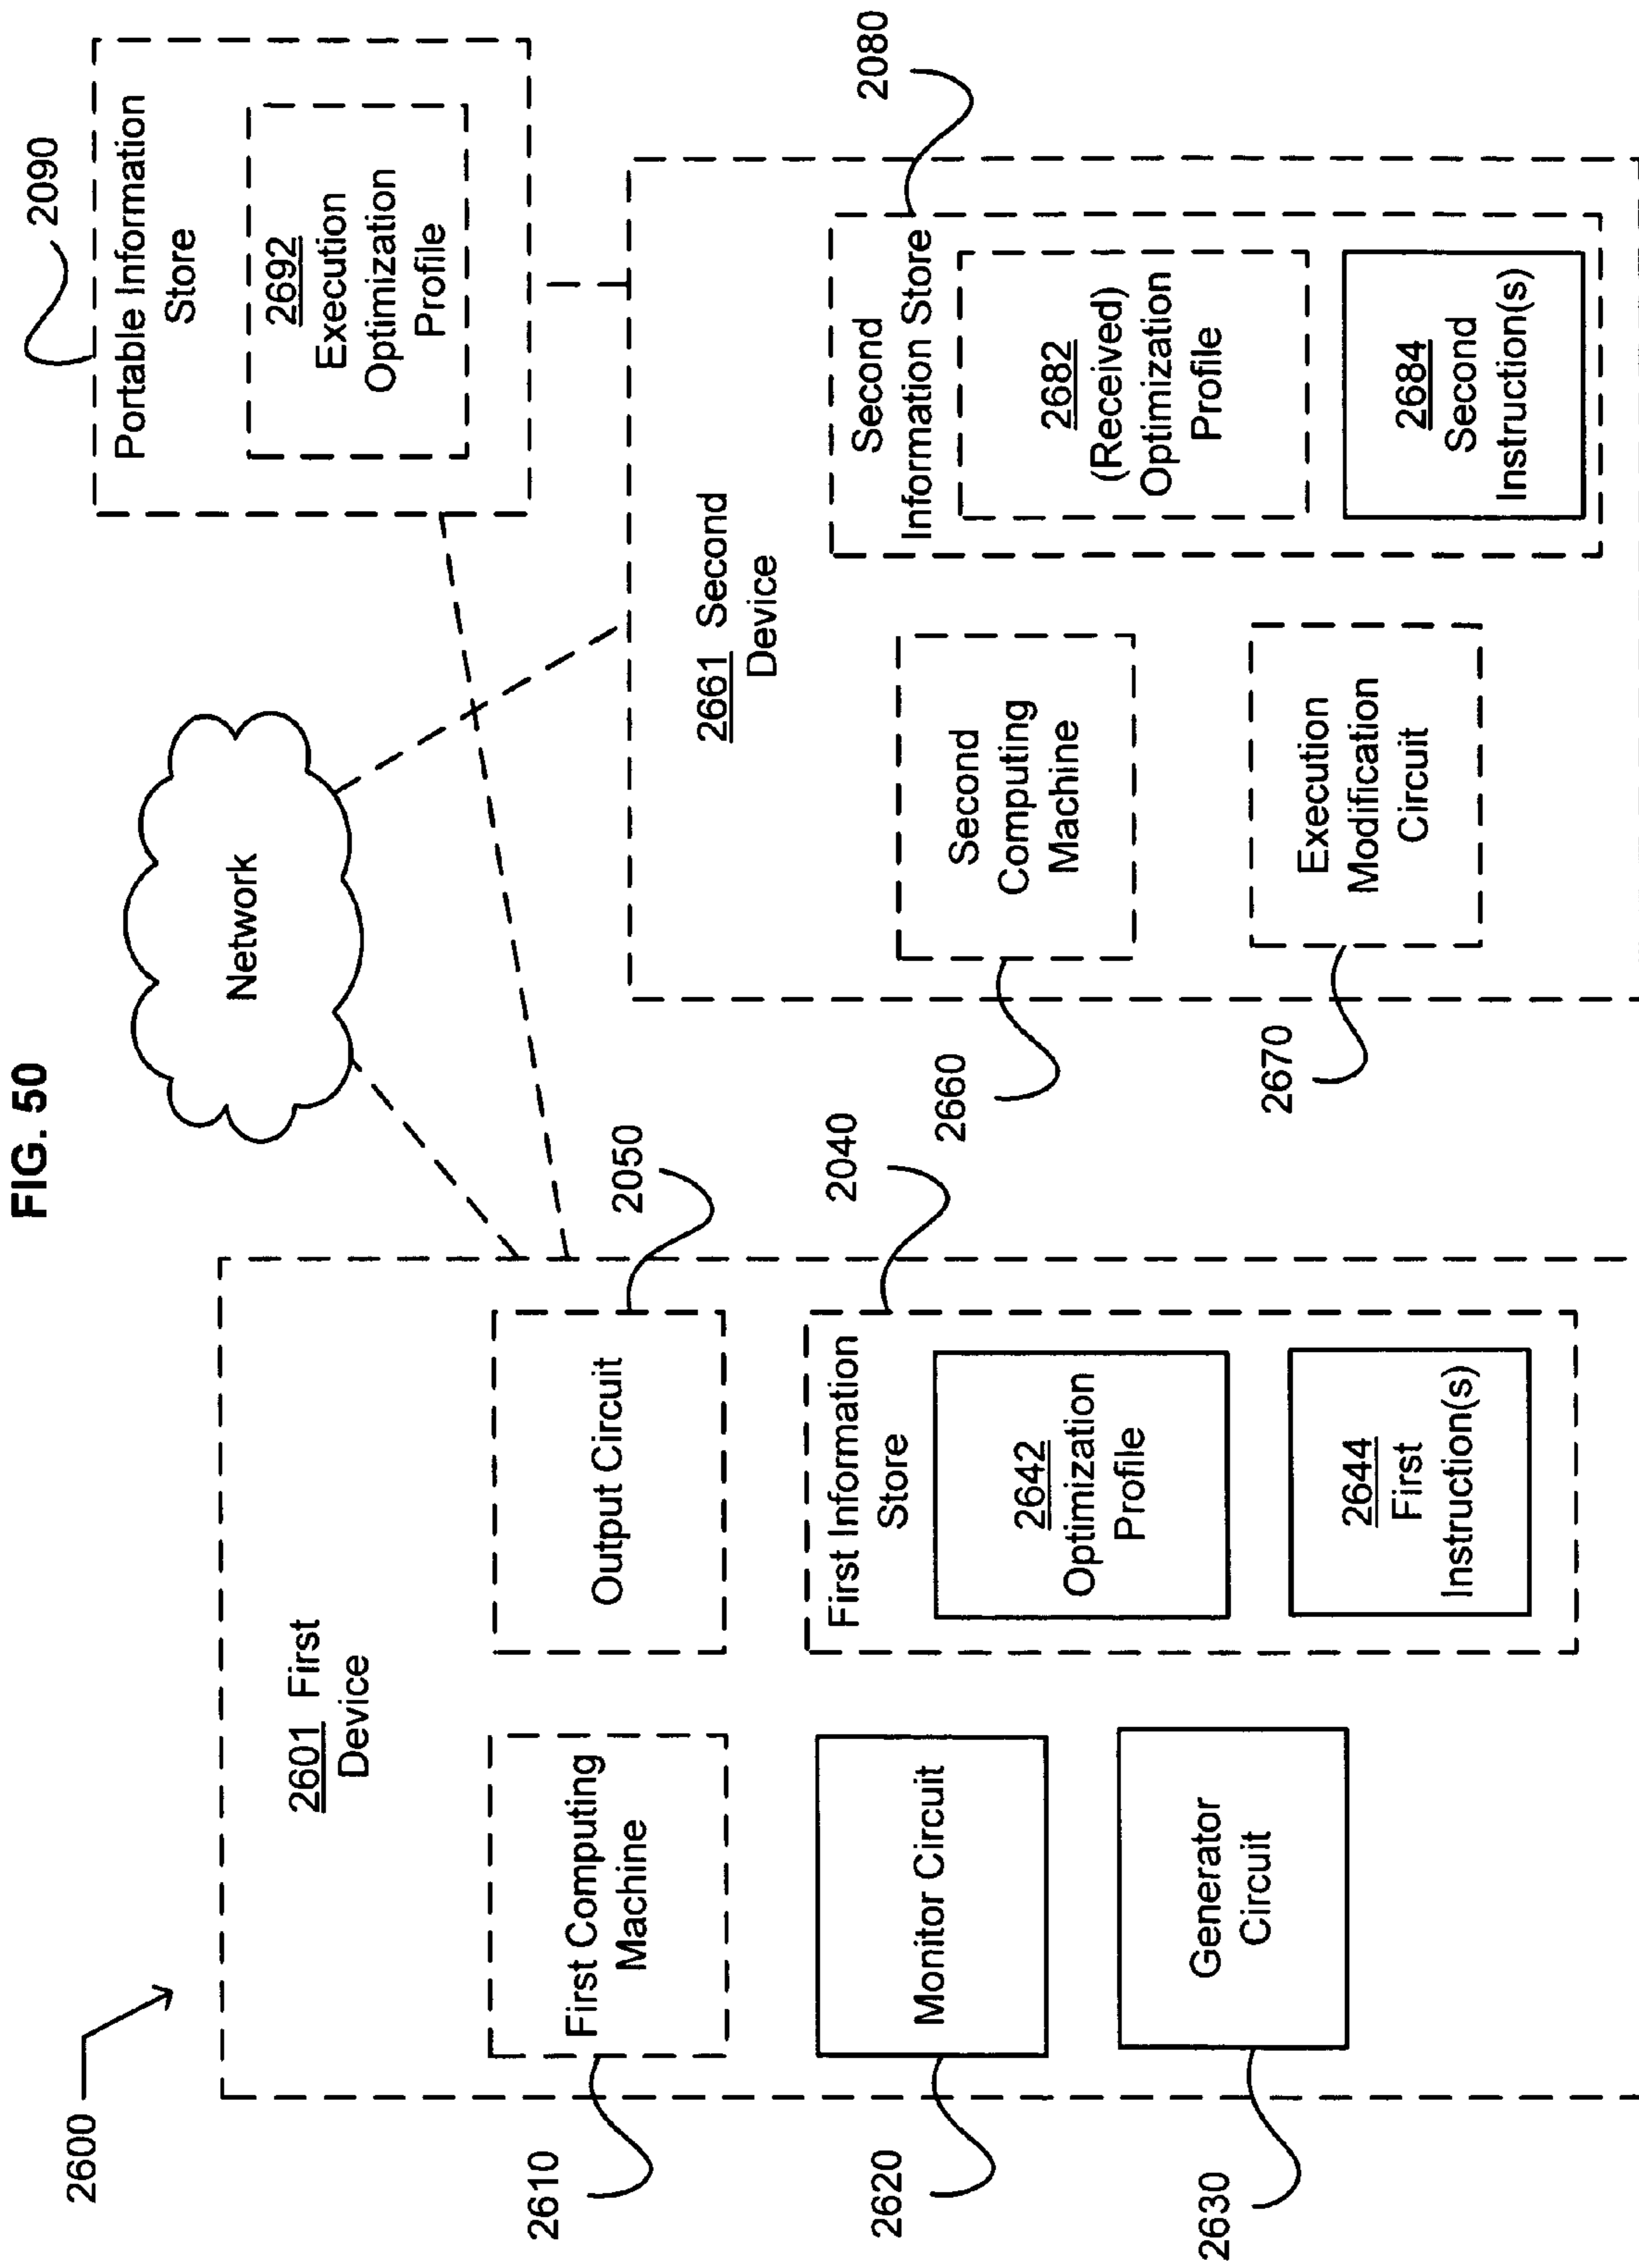 FIG. 50
2600
Network
2090
Portable Information
Store
2692
Execution
Optimization
Profile
2601 First
Device
2610
First Computing
Machine
Output Circuit
2050
2620
Monitor Circuit
2630
Generator
Circuit
2040
First Information
Store
2642
Optimization
Profile
2644
First
Instruction(s)
2661 Second
Device
2660
Second
Computing
Machine
2670
Execution
Modification
Circuit
2080
Second
Information Store
2682
(Received)
Optimization
Profile
2684
Second
Instruction(s)